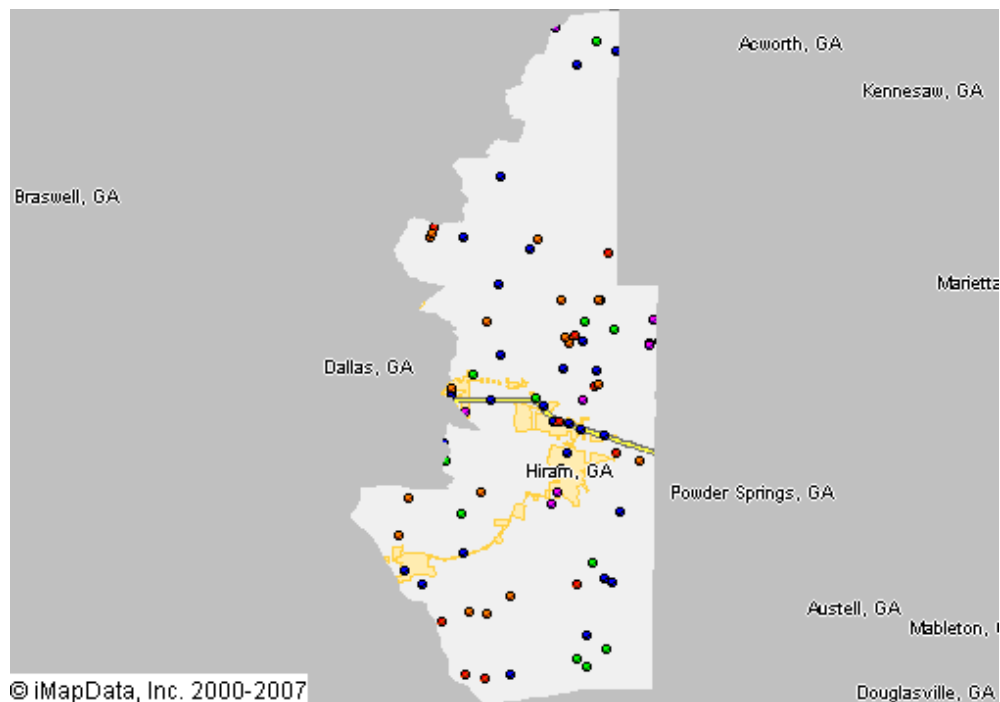 Acworth, GA
Kennesaw, GA
Braswell, GA
Marietta
Dallas, GA
Hiram, GA
Powder Springs, GA
Austell, GA
Mableton,
© iMapData, Inc. 2000-2007
Douglasville, GA